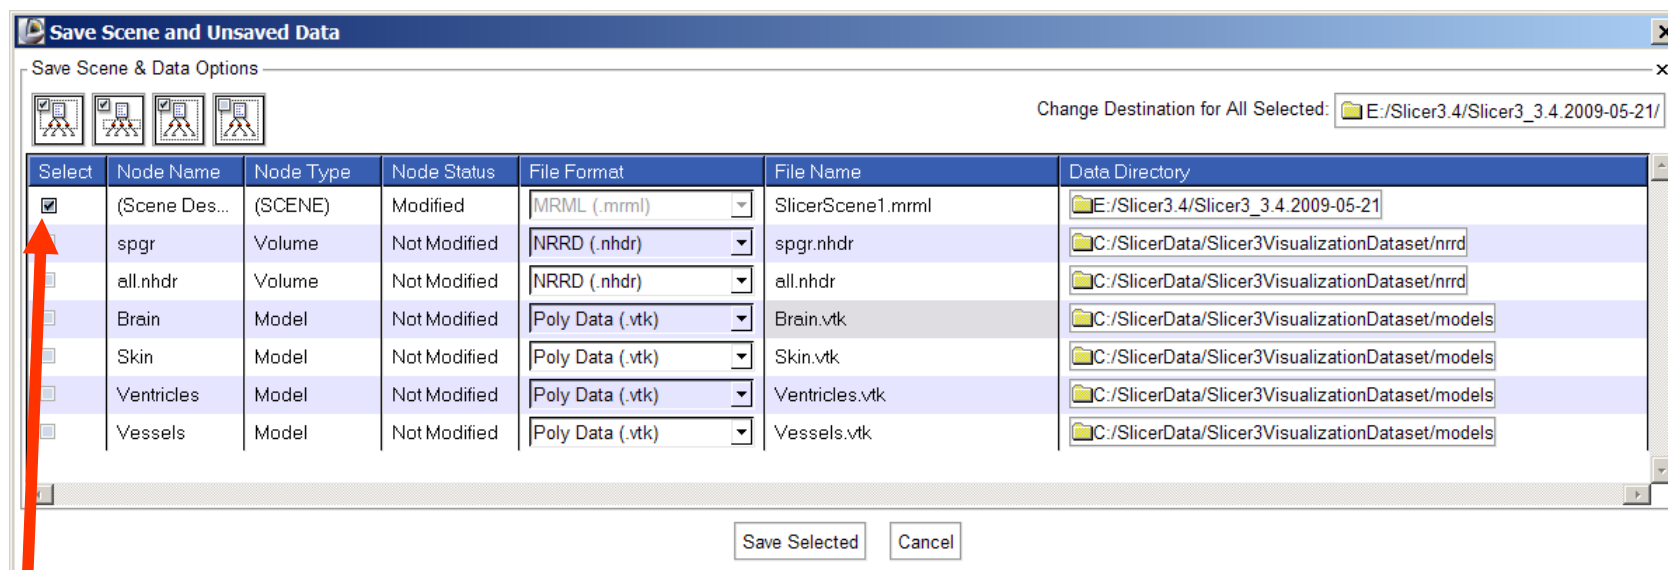 Save Scene and Unsaved Data
Save Scene & Data Options
Change Destination for All Selected: E:/Slicer3.4/Slicer3_3.4.2009-05-21/
Select Node Name Node Type Node Status File Format File Name Data Directory
(Scene Des... (SCENE) Modified MRML (.mrml) SlicerScene1.mrml E:/Slicer3.4/Slicer3_3.4.2009-05-21
spgr Volume Not Modified NRRD (.nhdr) spgr.nhdr C:/SlicerData/Slicer3VisualizationDataset/nrrd
all.nhdr Volume Not Modified NRRD (.nhdr) all.nhdr C:/SlicerData/Slicer3VisualizationDataset/nrrd
Brain Model Not Modified Poly Data (.vtk) Brain.vtk C:/SlicerData/Slicer3VisualizationDataset/models
Skin Model Not Modified Poly Data (.vtk) Skin.vtk C:/SlicerData/Slicer3VisualizationDataset/models
Ventricles Model Not Modified Poly Data (.vtk) Ventricles.vtk C:/SlicerData/Slicer3VisualizationDataset/models
Vessels Model Not Modified Poly Data (.vtk) Vessels.vtk C:/SlicerData/Slicer3VisualizationDataset/models
Save Selected Cancel